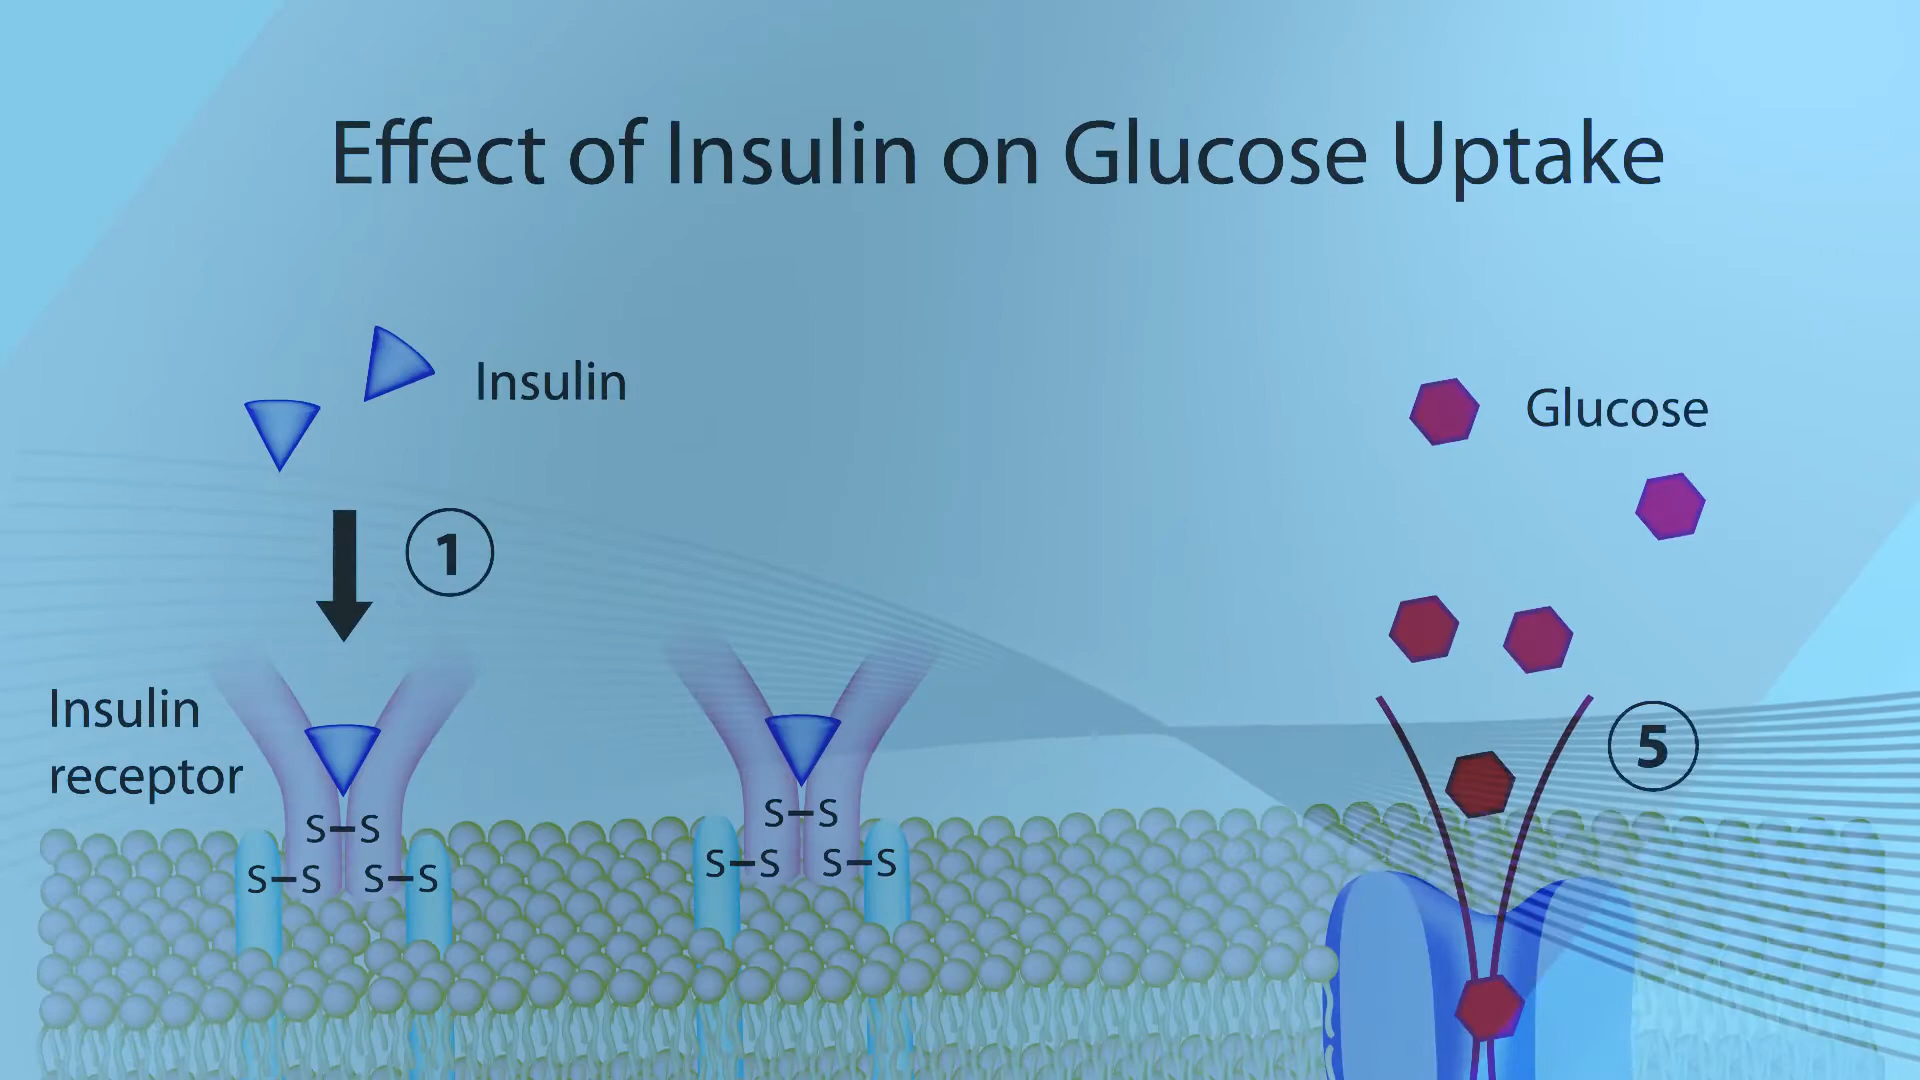 Effect of Insulin on Glucose Uptake
Insulin
Glucose
1
Insulin
receptor
5
S–S
S–S S–S
S–S
S–S S–S